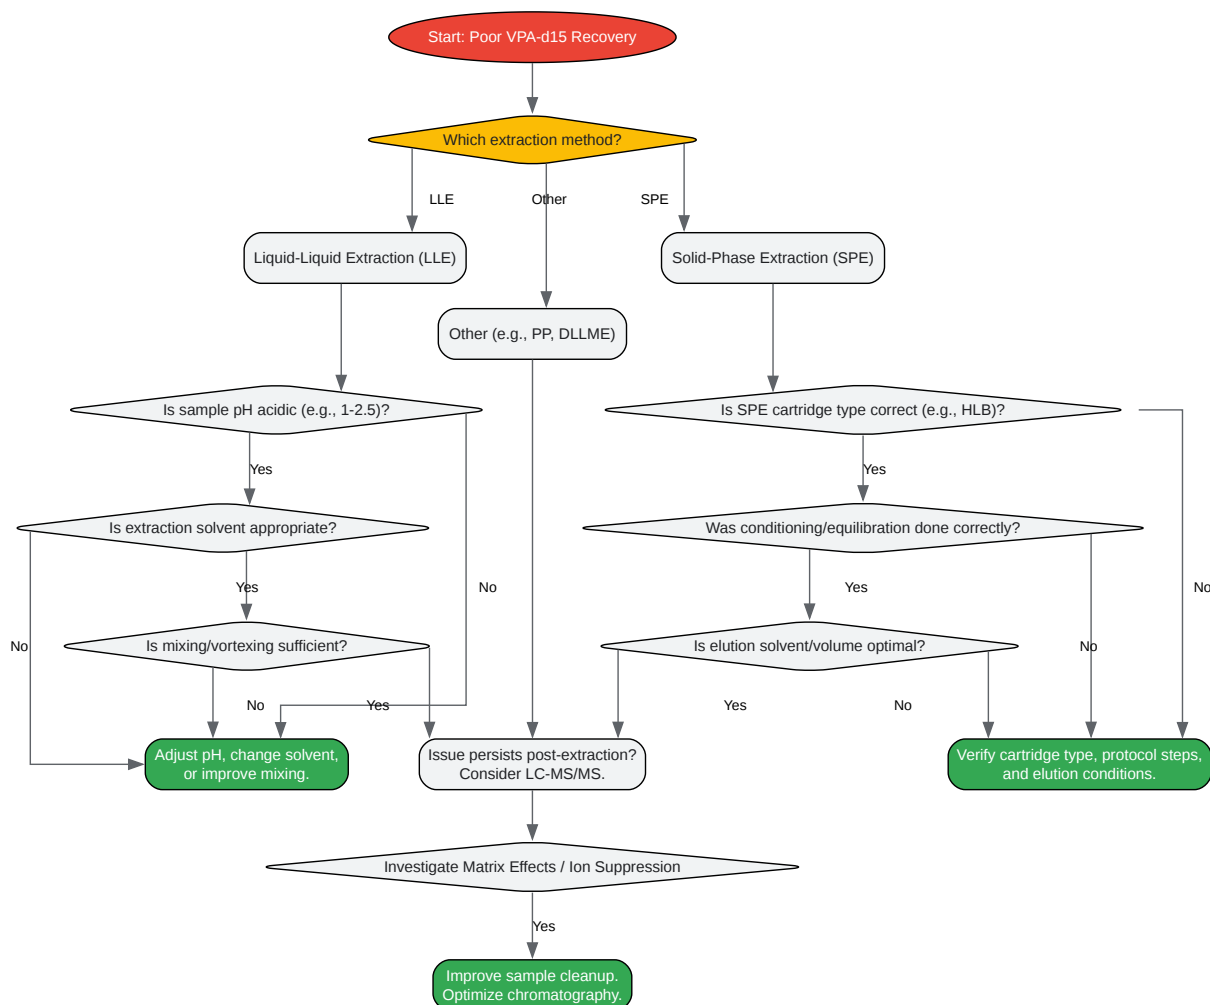 Start: Poor VPA-d15 Recovery
Which extraction method?
LLE
Other
SPE
Liquid-Liquid Extraction (LLE)
Solid-Phase Extraction (SPE)
Other (e.g., PP, DLLME)
Is sample pH acidic (e.g., 1-2.5)?
Is SPE cartridge type correct (e.g., HLB)?
Yes
Yes
Is extraction solvent appropriate?
Was conditioning/equilibration done correctly?
Yes
No
Yes
No
No
Is mixing/vortexing sufficient?
Is elution solvent/volume optimal?
No
No
Yes
Yes
No
Adjust pH, change solvent,
or improve mixing.
Issue persists post-extraction?
Consider LC-MS/MS.
Verify cartridge type, protocol steps,
and elution conditions.
Investigate Matrix Effects / Ion Suppression
Yes
Improve sample cleanup.
Optimize chromatography.